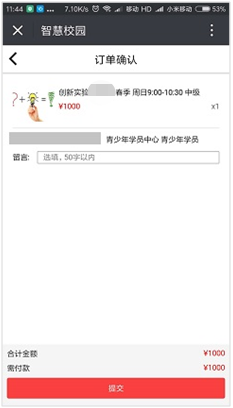 11:44 7.10K/s 移动 HD 小米移动 53%
智慧校园
订单确认
创新实验 春季 周日9:00-10:30 中级
¥1000 x1
青少年学员中心 青少年学员
留言: 选填, 50字以内
合计金额 ¥1000
需付款 ¥1000
提交